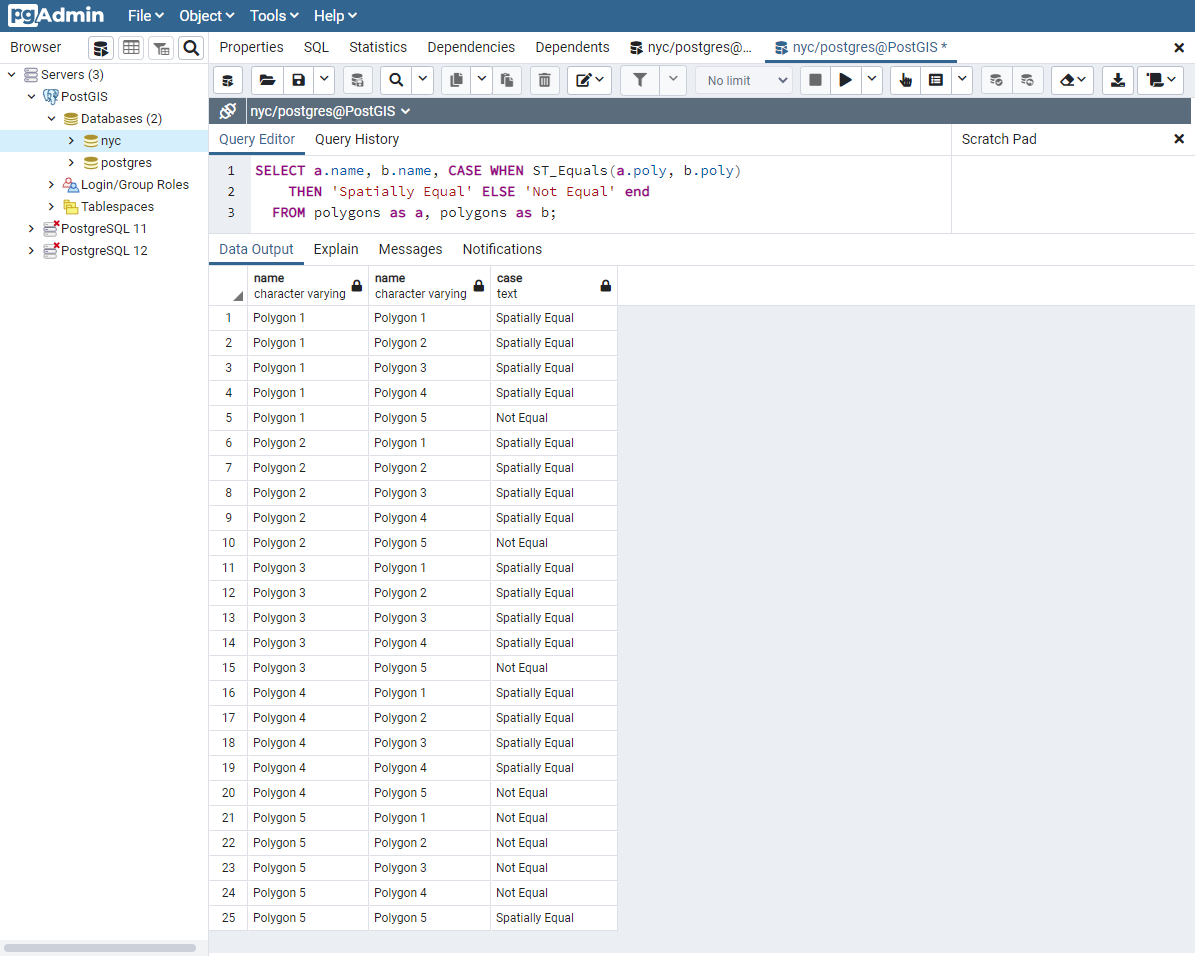 pgAdmin File Object Tools Help
Browser Properties SQL Statistics Dependencies Dependents nyc/postgres@... nyc/postgres@PostGIS *
Servers (3)
PostGIS
Databases (2)
nyc
postgres
Login/Group Roles
Tablespaces
PostgreSQL 11
PostgreSQL 12
No limit
nyc/postgres@PostGIS
Query Editor Query History Scratch Pad
1 SELECT a.name, b.name, CASE WHEN ST_Equals(a.poly, b.poly)
2 THEN 'Spatially Equal' ELSE 'Not Equal' end
3 FROM polygons as a, polygons as b;
Data Output Explain Messages Notifications
name name case
character varying character varying text
1 Polygon 1 Polygon 1 Spatially Equal
2 Polygon 1 Polygon 2 Spatially Equal
3 Polygon 1 Polygon 3 Spatially Equal
4 Polygon 1 Polygon 4 Spatially Equal
5 Polygon 1 Polygon 5 Not Equal
6 Polygon 2 Polygon 1 Spatially Equal
7 Polygon 2 Polygon 2 Spatially Equal
8 Polygon 2 Polygon 3 Spatially Equal
9 Polygon 2 Polygon 4 Spatially Equal
10 Polygon 2 Polygon 5 Not Equal
11 Polygon 3 Polygon 1 Spatially Equal
12 Polygon 3 Polygon 2 Spatially Equal
13 Polygon 3 Polygon 3 Spatially Equal
14 Polygon 3 Polygon 4 Spatially Equal
15 Polygon 3 Polygon 5 Not Equal
16 Polygon 4 Polygon 1 Spatially Equal
17 Polygon 4 Polygon 2 Spatially Equal
18 Polygon 4 Polygon 3 Spatially Equal
19 Polygon 4 Polygon 4 Spatially Equal
20 Polygon 4 Polygon 5 Not Equal
21 Polygon 5 Polygon 1 Not Equal
22 Polygon 5 Polygon 2 Not Equal
23 Polygon 5 Polygon 3 Not Equal
24 Polygon 5 Polygon 4 Not Equal
25 Polygon 5 Polygon 5 Spatially Equal